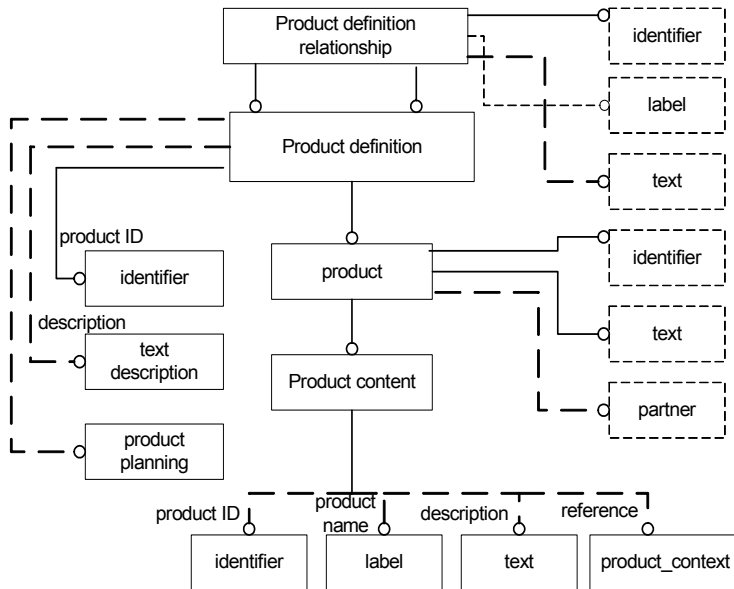 Product definition
relationship
identifier
label
Product definition
text
product ID
identifier
product
identifier
description
text
description
text
Product content
partner
product
planning
product ID
product
name
description
reference
identifier
label
text
product_context